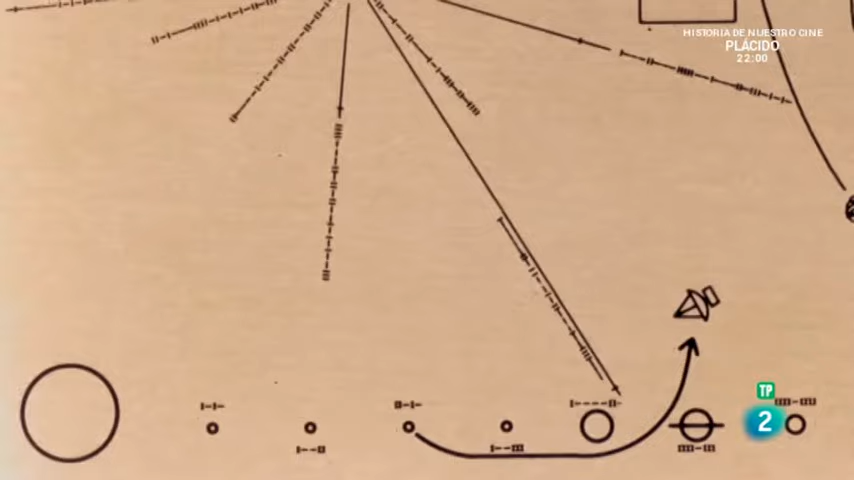 HISTORIA DE NUESTRO CINE
PLÁCIDO
22:00
TP
2